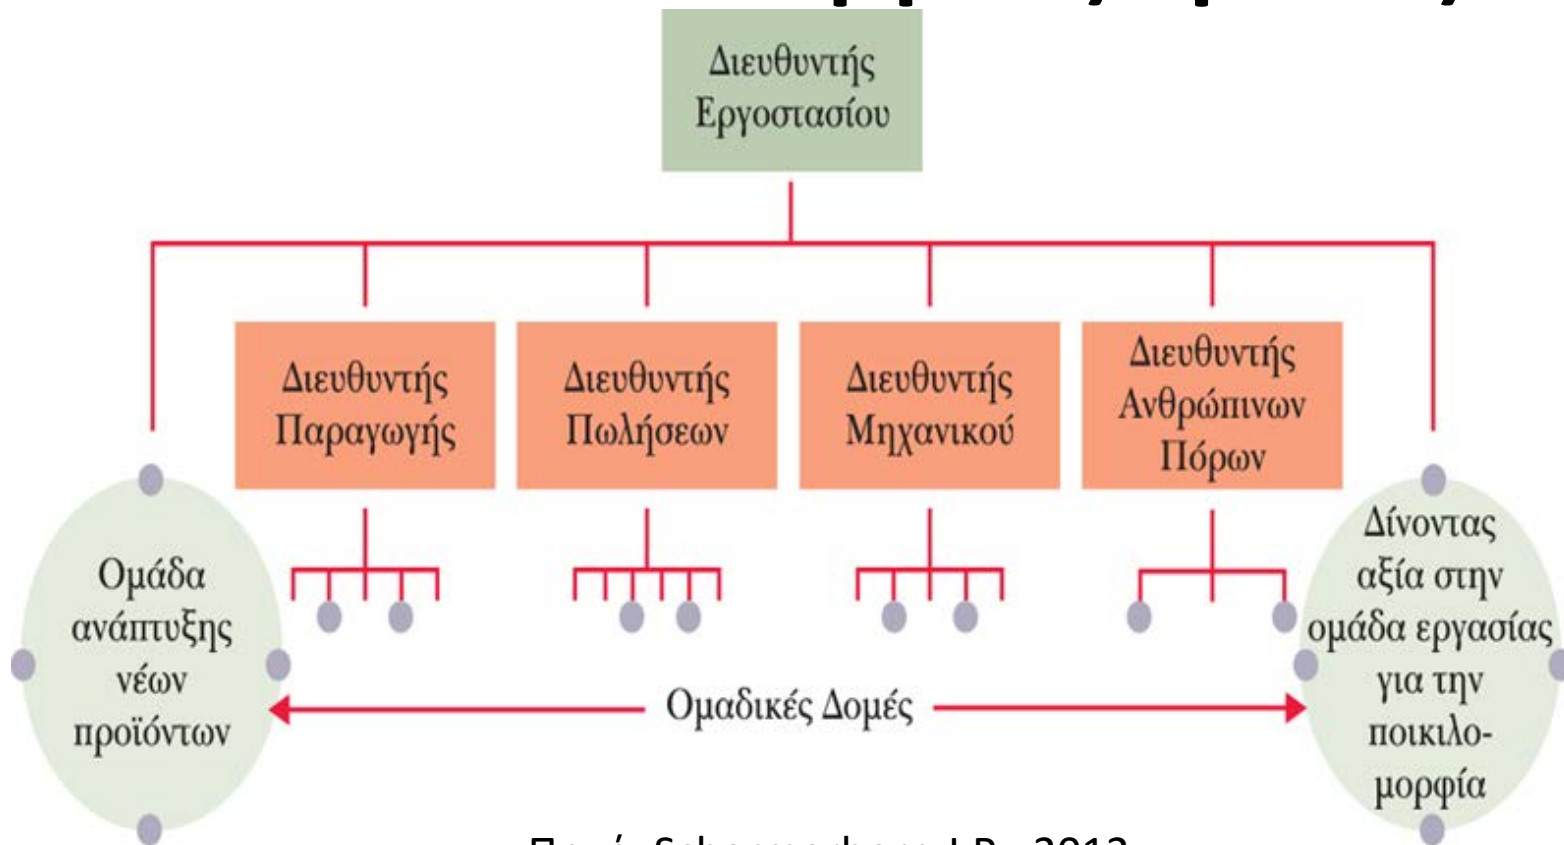 Διευθυντής
Εργοστασίου
Διευθυντής
Παραγωγής
Διευθυντής
Πωλήσεων
Διευθυντής
Μηχανικού
Διευθυντής
Ανθρώπινων
Πόρων
Ομάδα
ανάπτυξης
νέων
προϊόντων
Δίνοντας
αξία στην
ομάδα εργασίας
για την
ποικιλο-
μορφία
Ομαδικές Δομές